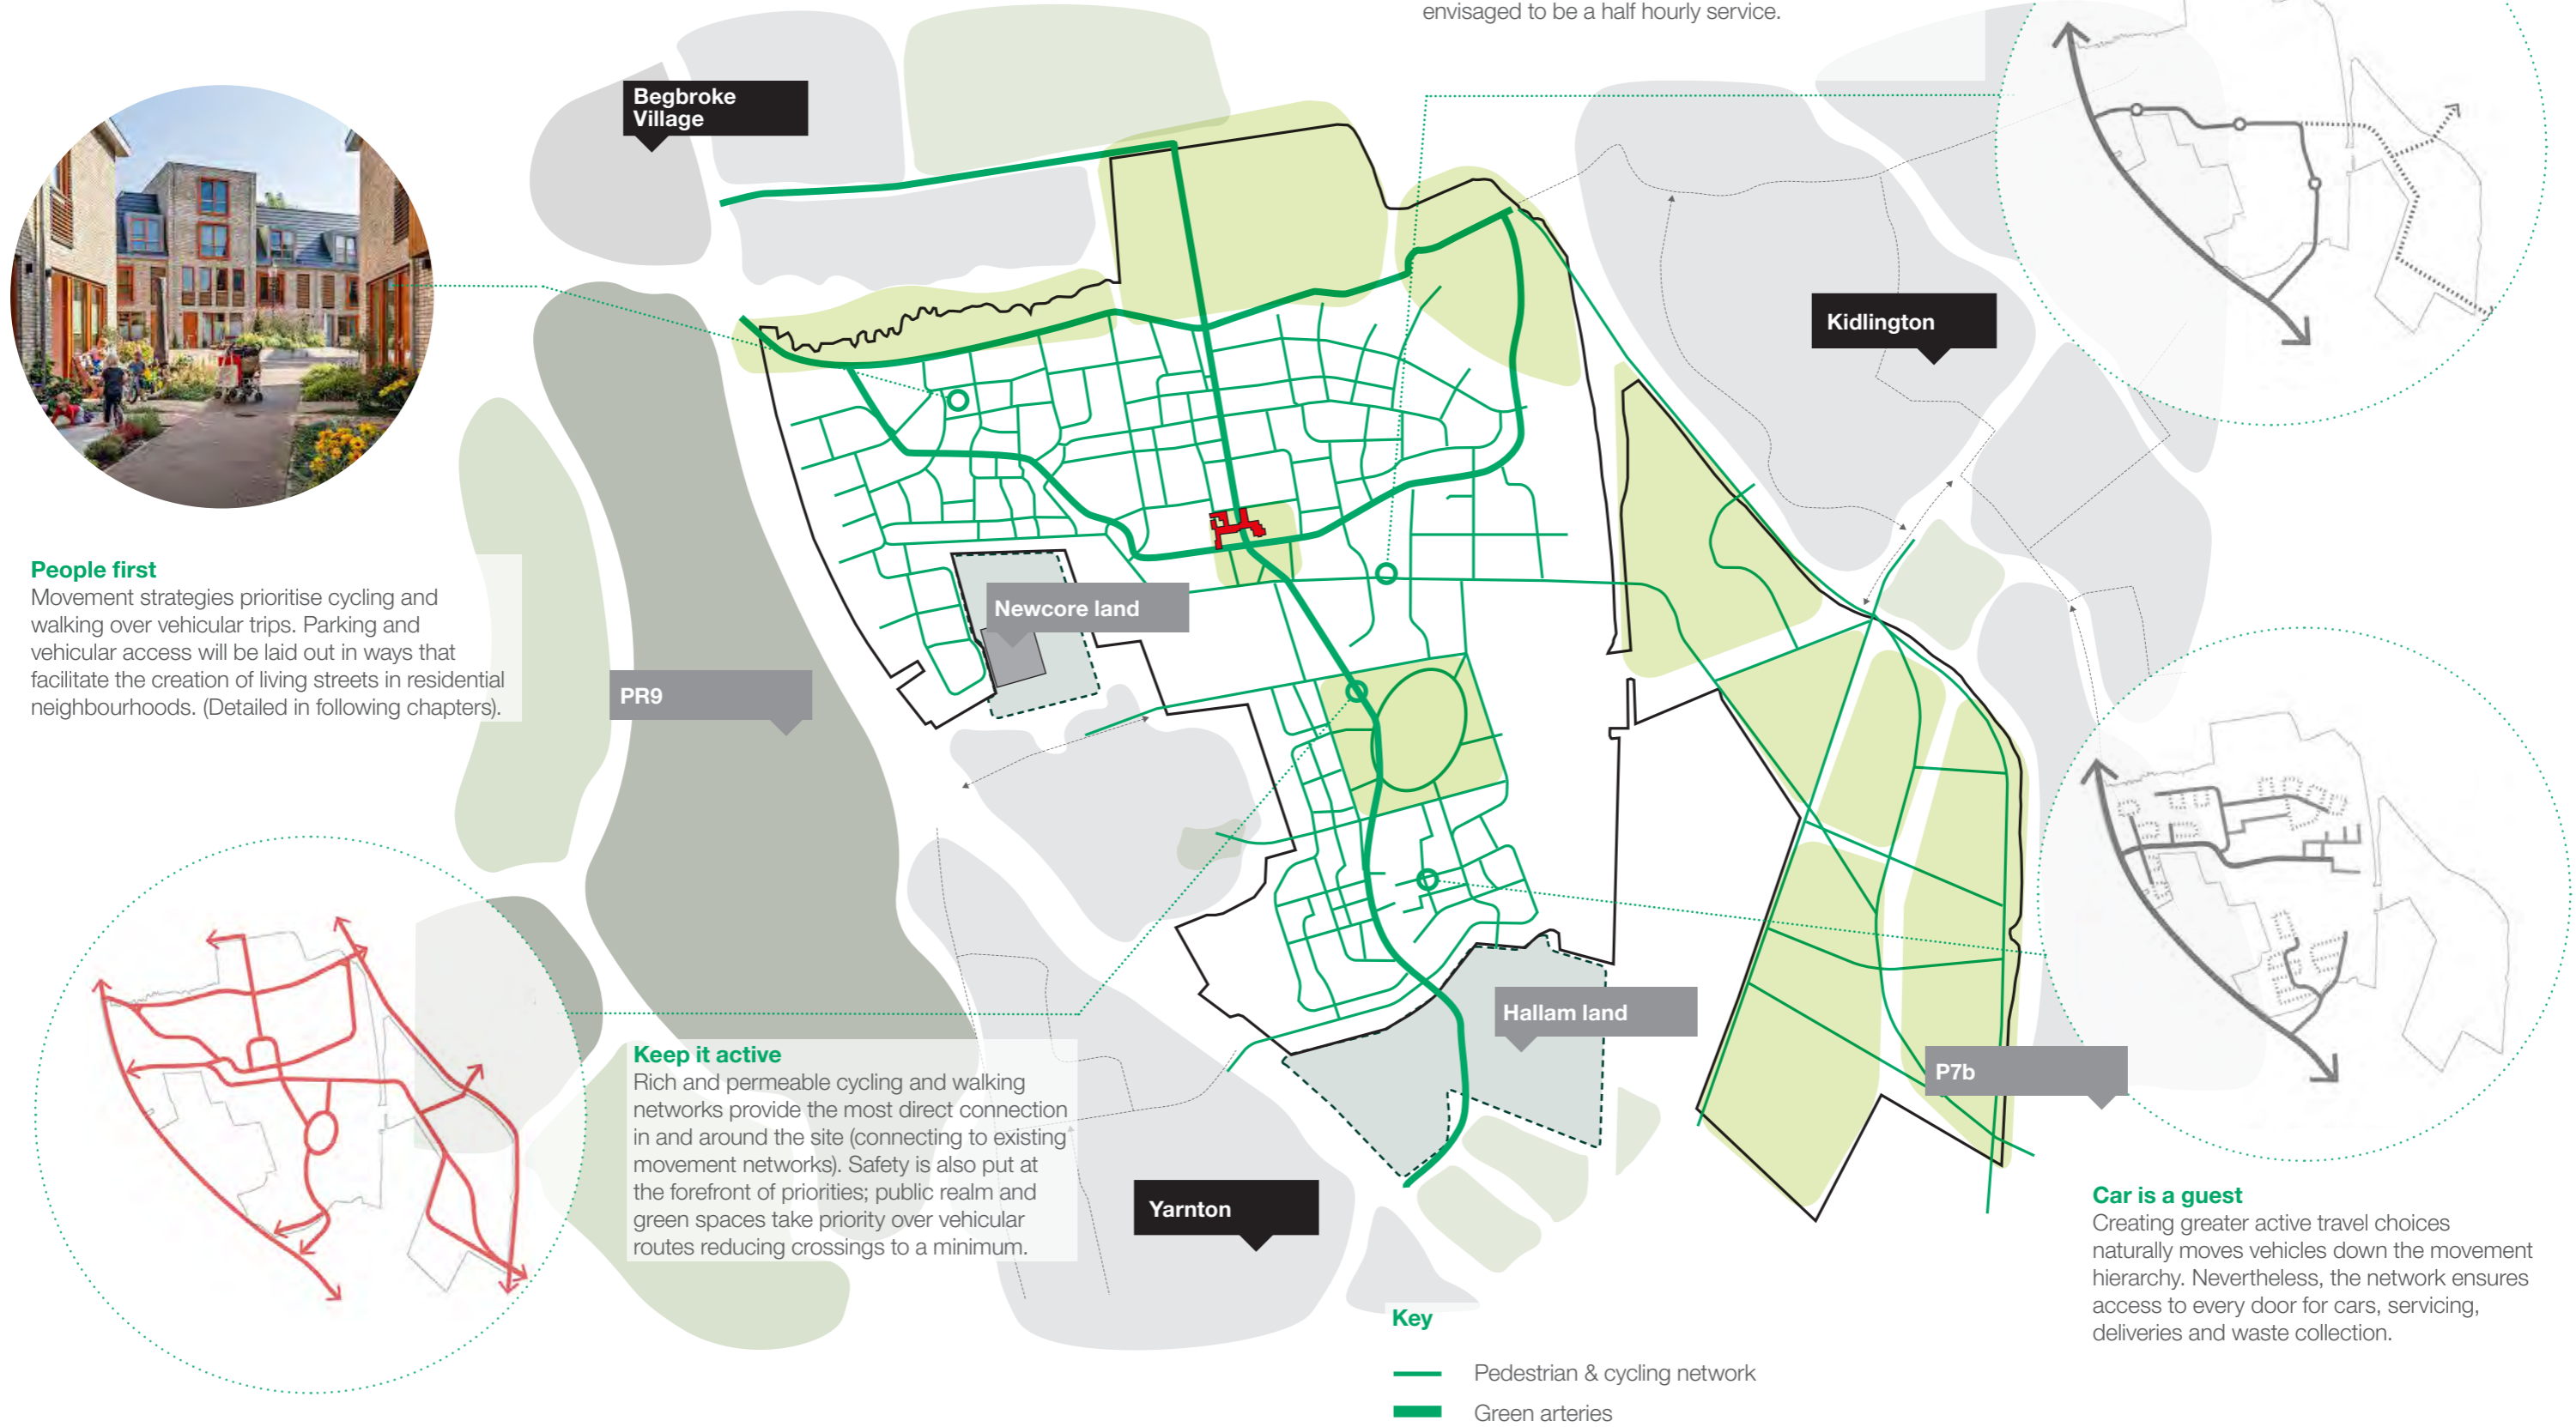 envisaged to be a half hourly service.
Begbroke
Village
Kidlington
People first
Movement strategies prioritise cycling and
walking over vehicular trips. Parking and
vehicular access will be laid out in ways that
facilitate the creation of living streets in residential
neighbourhoods. (Detailed in following chapters).
Newcore land
PR9
Hallam land
Keep it active
Rich and permeable cycling and walking
networks provide the most direct connection
in and around the site (connecting to existing
movement networks). Safety is also put at
the forefront of priorities; public realm and
green spaces take priority over vehicular
routes reducing crossings to a minimum.
P7b
Yarnton
Car is a guest
Creating greater active travel choices
naturally moves vehicles down the movement
hierarchy. Nevertheless, the network ensures
access to every door for cars, servicing,
deliveries and waste collection.
Key
Pedestrian & cycling network
Green arteries